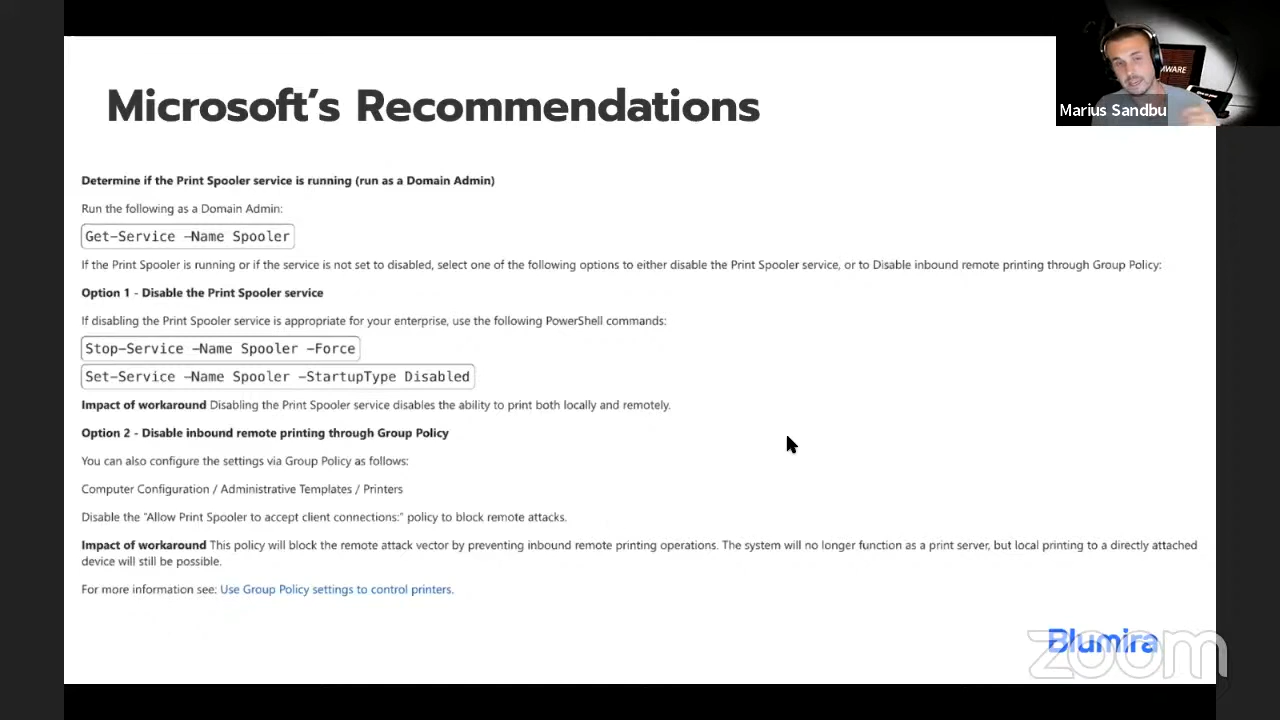 Microsoft's Recommendations
WARE
Marius Sandbu
Determine if the Print Spooler service is running (run as a Domain Admin)
Run the following as a Domain Admin:
Get-Service -Name Spooler
If the Print Spooler is running or if the service is not set to disabled, select one of the following options to either disable the Print Spooler service, or to Disable inbound remote printing through Group Policy:
Option 1 - Disable the Print Spooler service
If disabling the Print Spooler service is appropriate for your enterprise, use the following PowerShell commands:
Stop-Service -Name Spooler -Force
Set-Service -Name Spooler -StartupType Disabled
Impact of workaround Disabling the Print Spooler service disables the ability to print both locally and remotely.
Option 2 - Disable inbound remote printing through Group Policy
You can also configure the settings via Group Policy as follows:
Computer Configuration / Administrative Templates / Printers
Disable the "Allow Print Spooler to accept client connections:" policy to block remote attacks.
Impact of workaround This policy will block the remote attack vector by preventing inbound remote printing operations. The system will no longer function as a print server, but local printing to a directly attached
device will still be possible.
For more information see: Use Group Policy settings to control printers.
Blumira
zoom